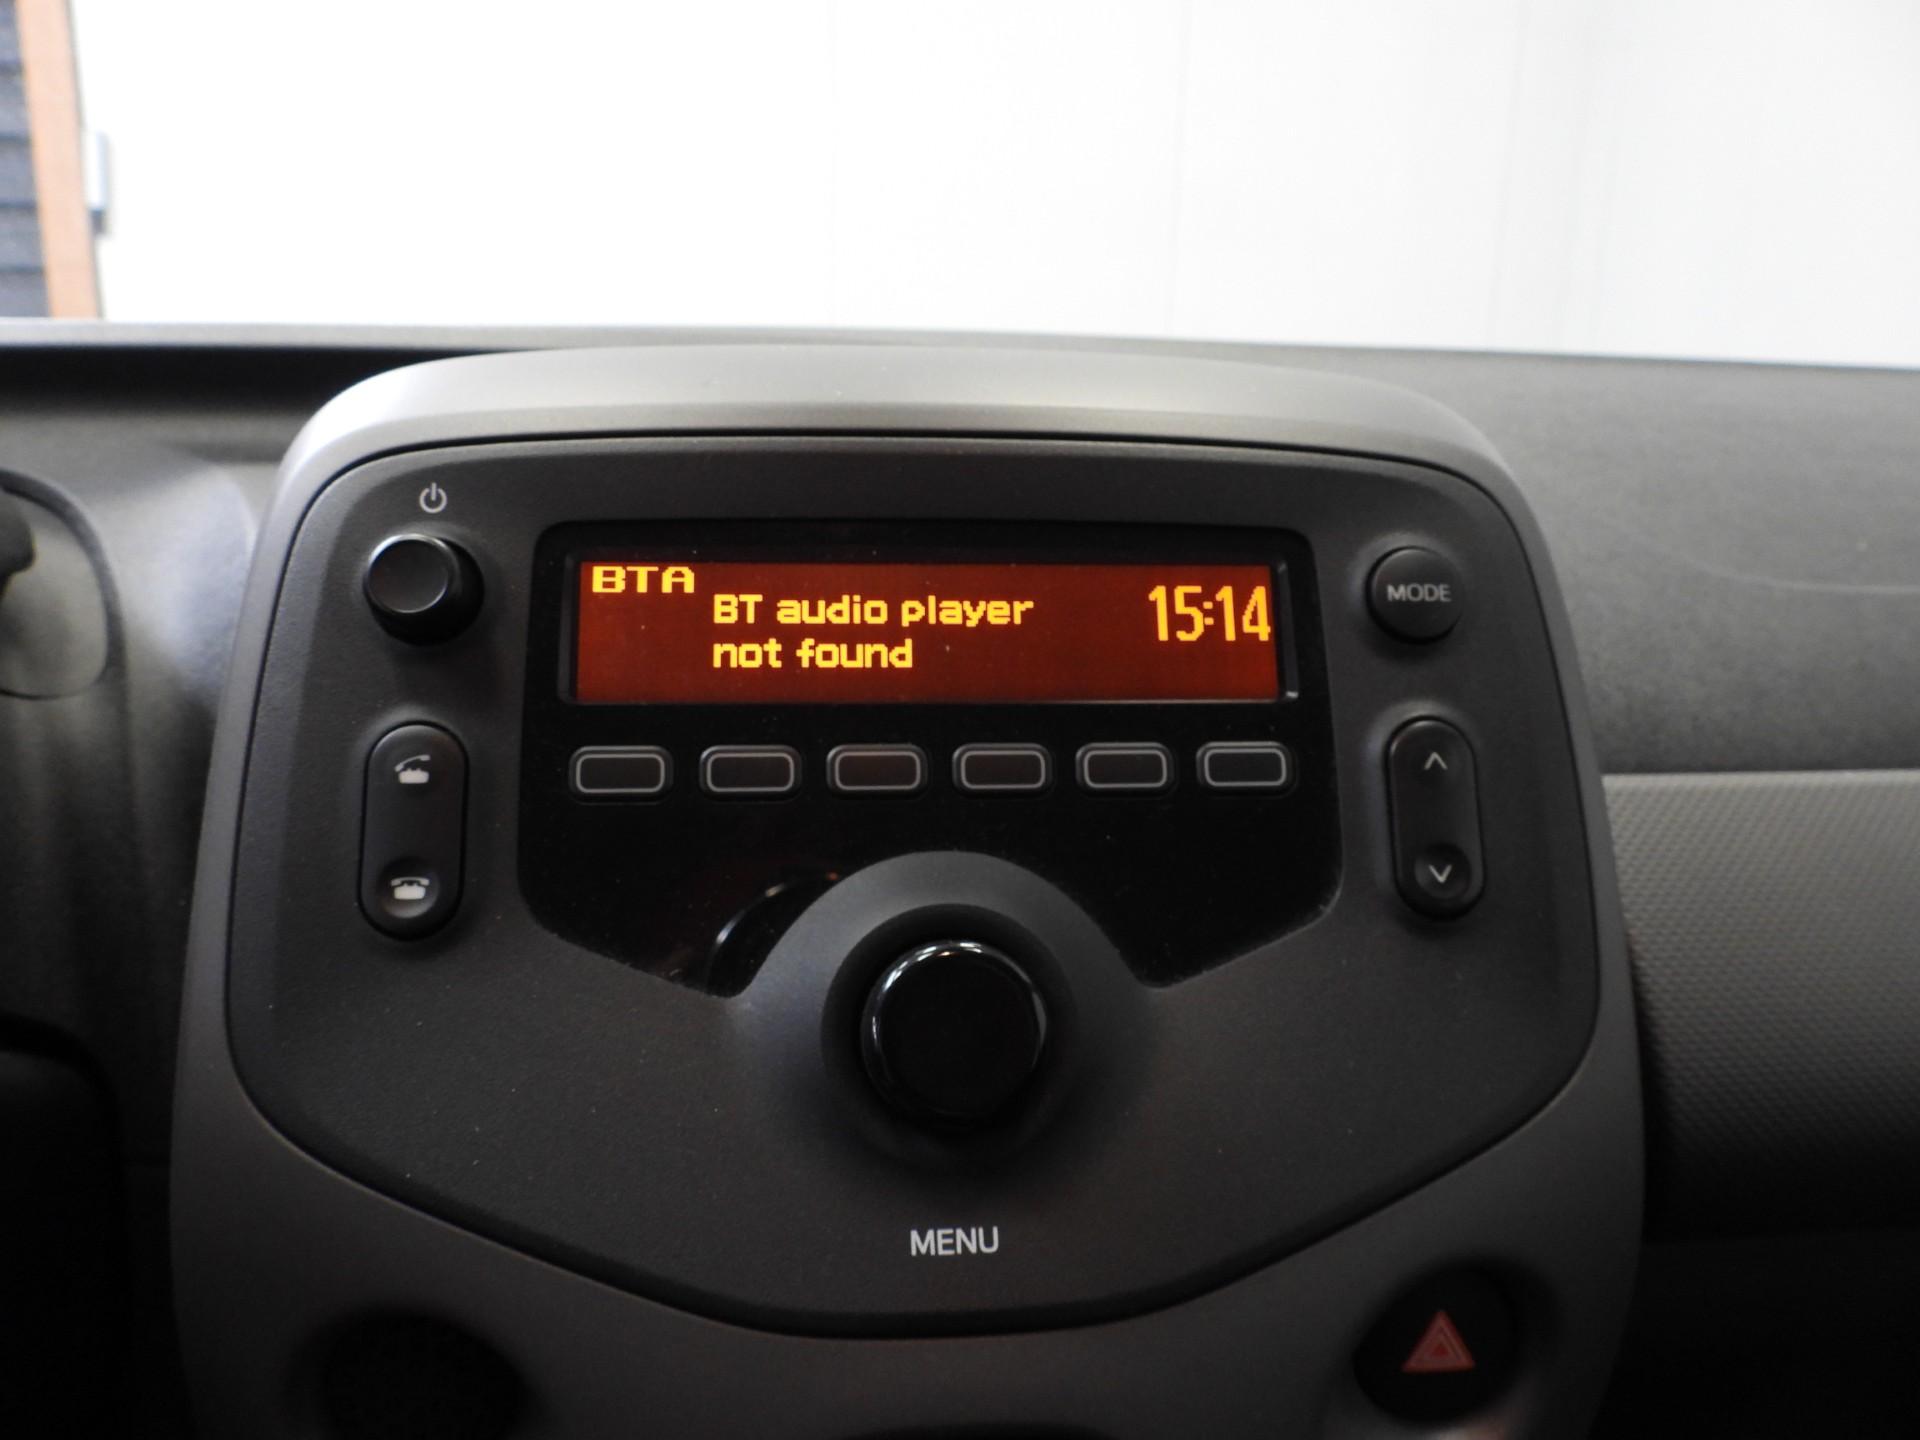 BTA
BT audio player
not found
15:14
MODE
MENU